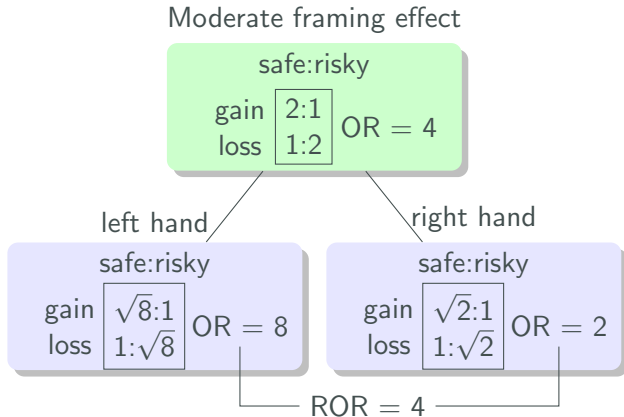 Moderate framing effect
safe:risky
gain 2:1
loss 1:2
OR = 4
left hand
right hand
safe:risky
gain √8:1
loss 1:√8
OR = 8
safe:risky
gain √2:1
loss 1:√2
OR = 2
ROR = 4